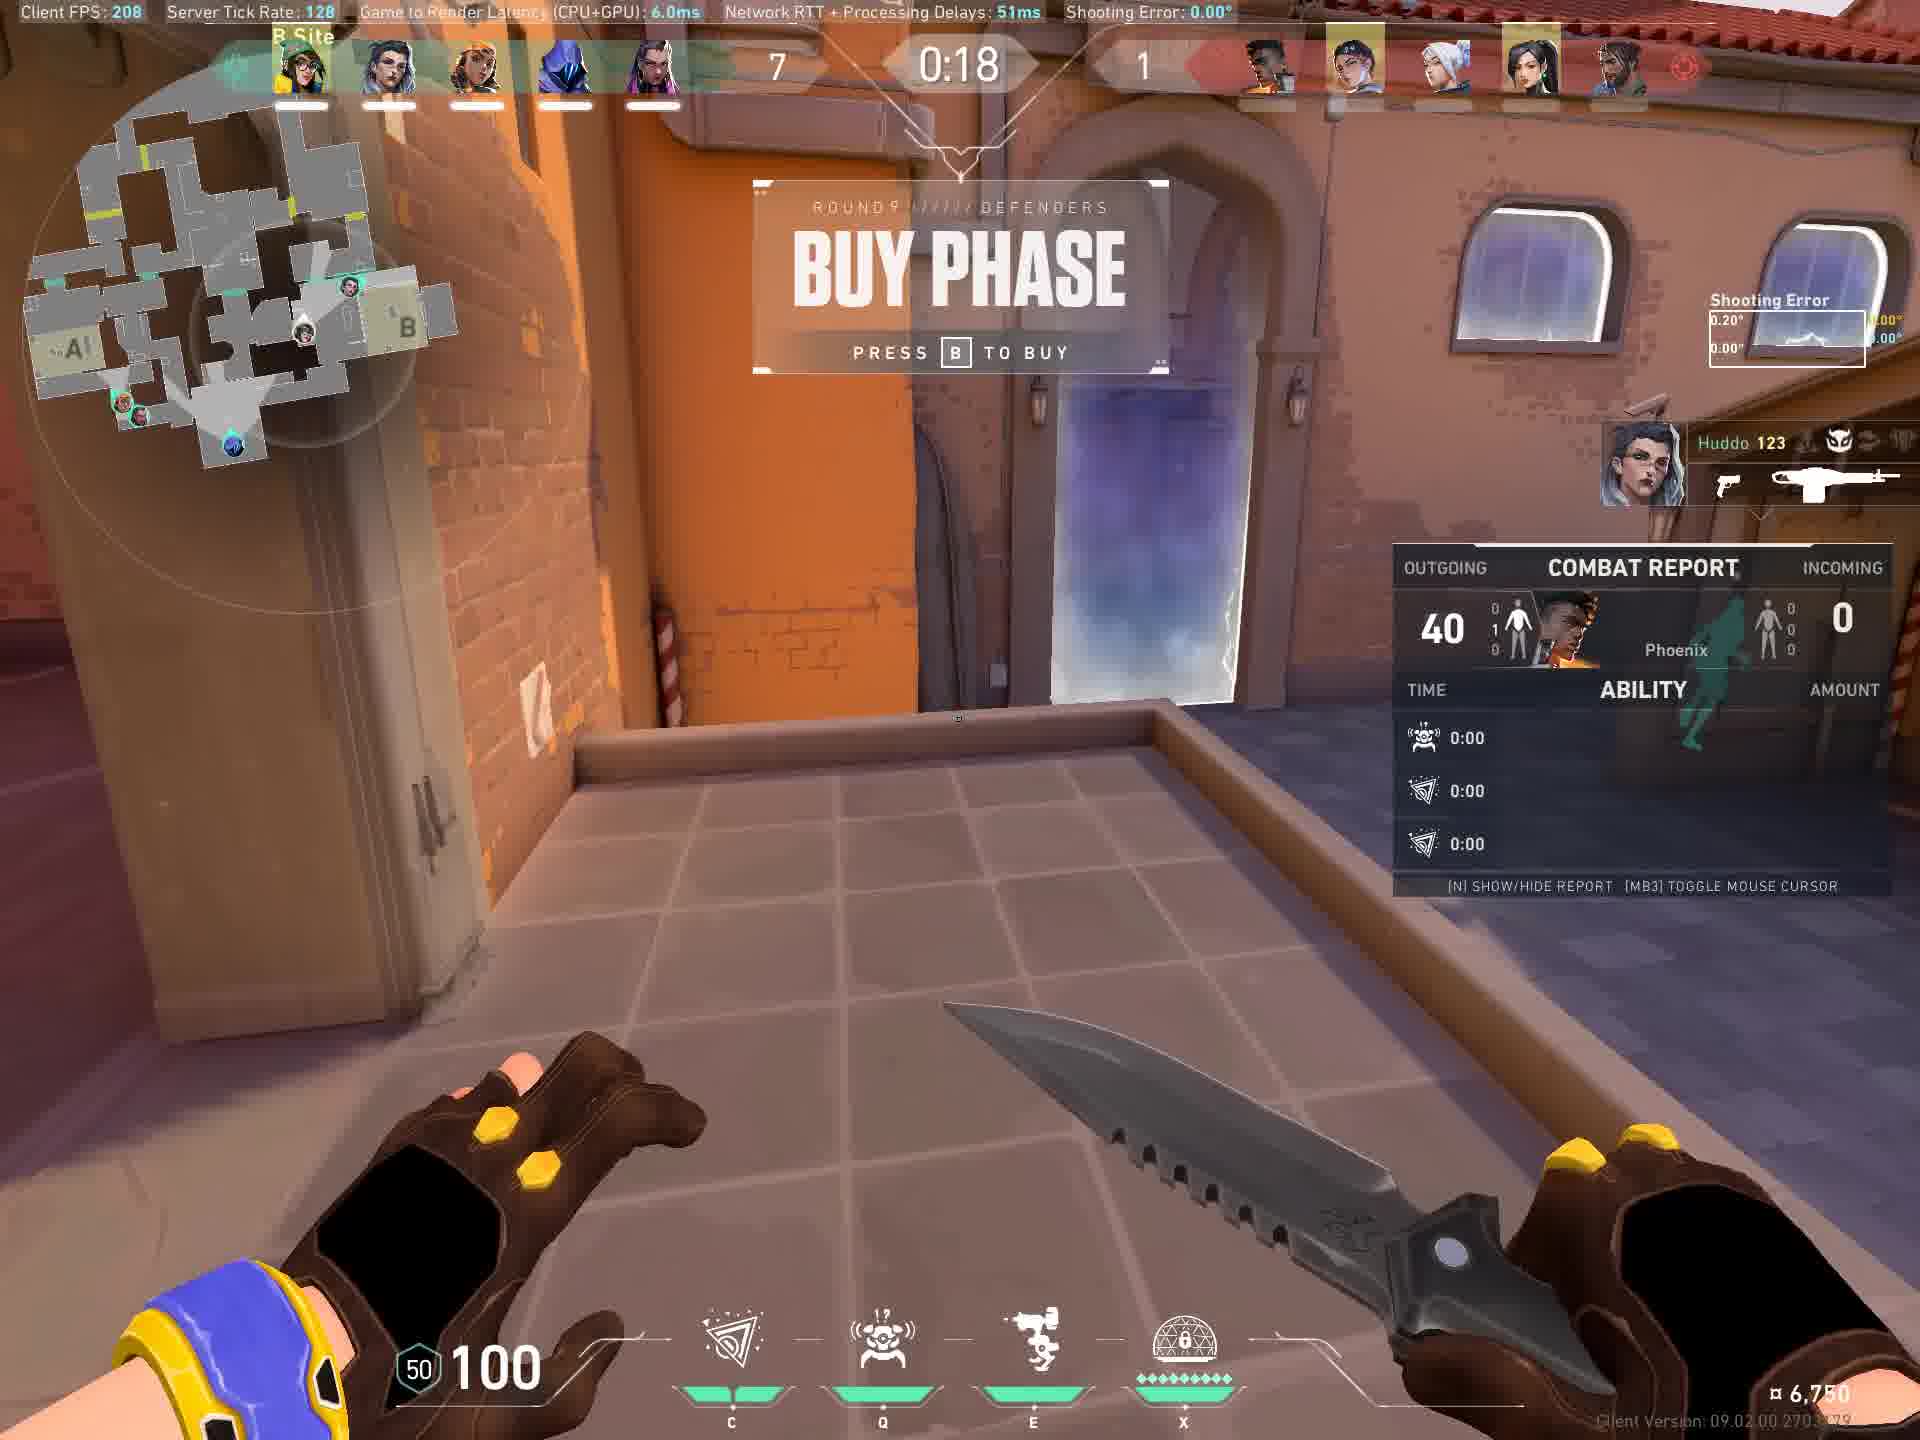 Client FPS: 208 Server Tick Rate: 128 Game to Render Latency (CPU+GPU): 6.0ms Network RTT + Processing Delays: 51ms Shooting Error: 0.00°
B Site
7
0:18
1
ROUND 9 ////// DEFENDERS
BUY PHASE
PRESS B TO BUY
A
B
Shooting Error
0.20°
0.00°
0.00°
Huddo 123
OUTGOING COMBAT REPORT INCOMING
40
0
1
0
Phoenix
0
0
0
0
TIME ABILITY AMOUNT
0:00
0:00
0:00
[N] SHOW/HIDE REPORT [MB3] TOGGLE MOUSE CURSOR
50 100
C
Q
E
X
¤ 6,750